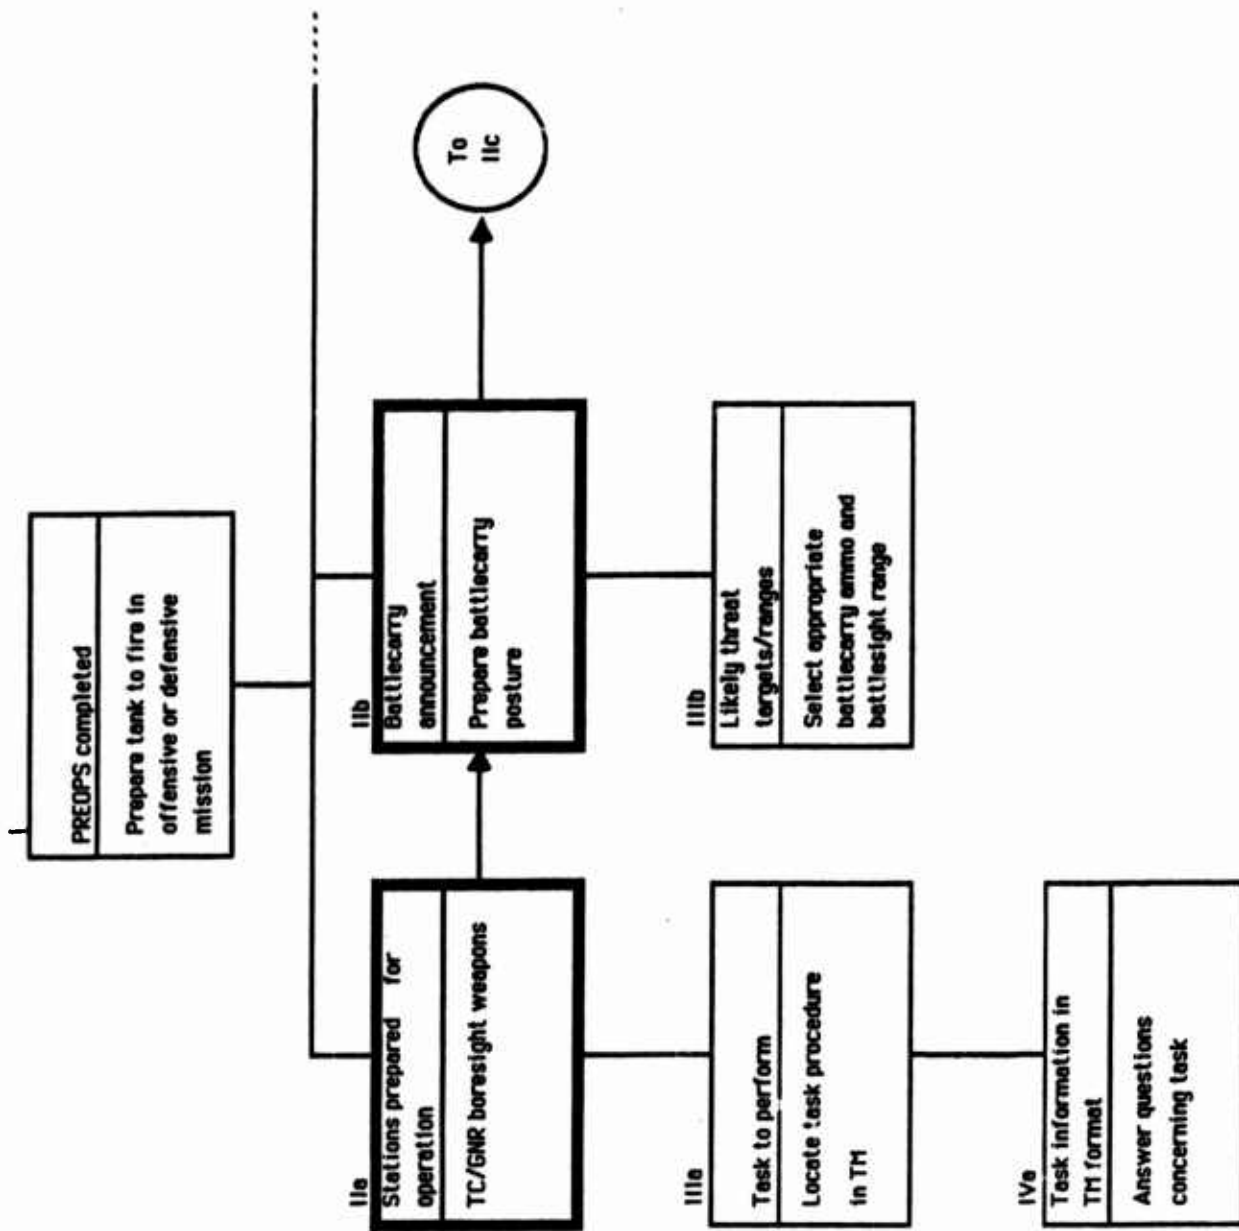 PREOPS completed
Prepare tank to fire in
offensive or defensive
mission
IIa
Stations prepared for
operation
TC/GNR boresight weapons
IIb
Battlecarry
announcement
Prepare battlecarry
posture
To
IIc
IIIa
Task to perform
Locate task procedure
in TM
IIIb
Likely threat
targets/ranges
Select appropriate
battlecarry ammo and
battlesight range
IVa
Task information in
TM format
Answer questions
concerning task